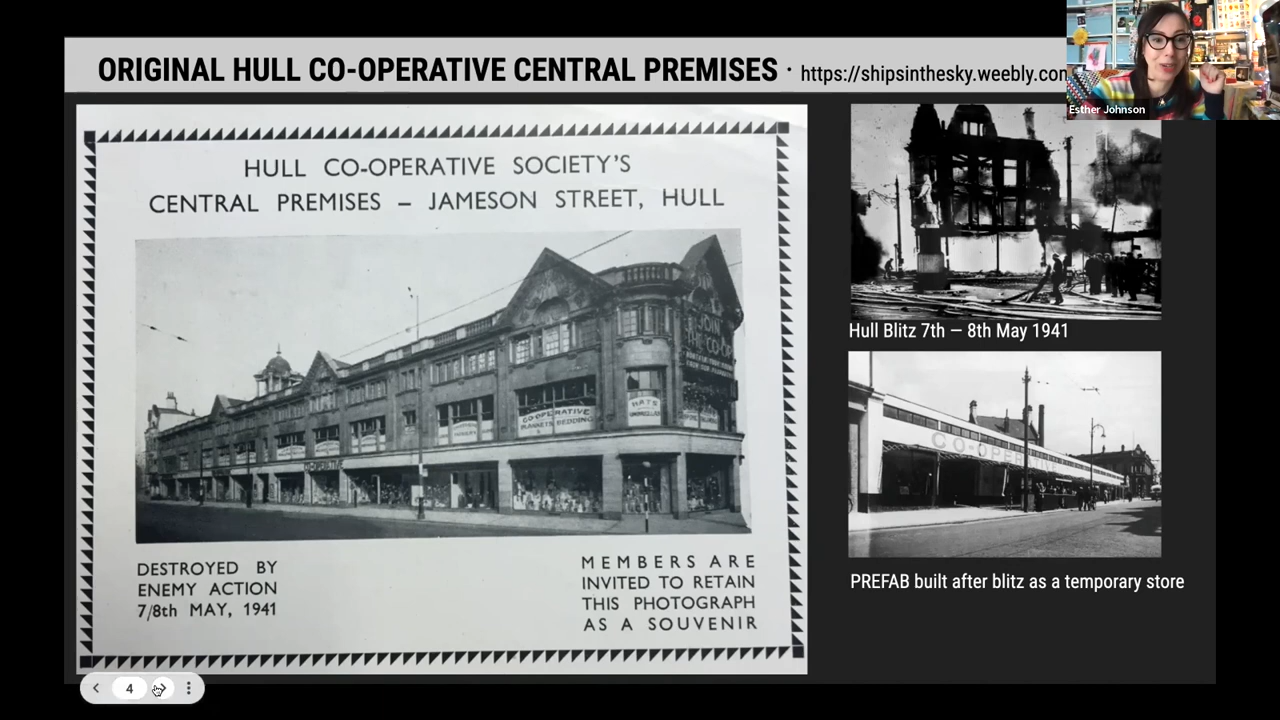 ORIGINAL HULL CO-OPERATIVE CENTRAL PREMISES · https://shipsinthesky.weebly.com
Esther Johnson
HULL CO-OPERATIVE SOCIETY'S
CENTRAL PREMISES – JAMESON STREET, HULL
JOIN
THE CO-OP
HATS
CO-OPERATIVE
BLANKETS BEDDING
CO-OPERATIVE
DESTROYED BY
ENEMY ACTION
7/8th MAY, 1941
MEMBERS ARE
INVITED TO RETAIN
THIS PHOTOGRAPH
AS A SOUVENIR
Hull Blitz 7th — 8th May 1941
CO-OPERATIVE
PREFAB built after blitz as a temporary store
4